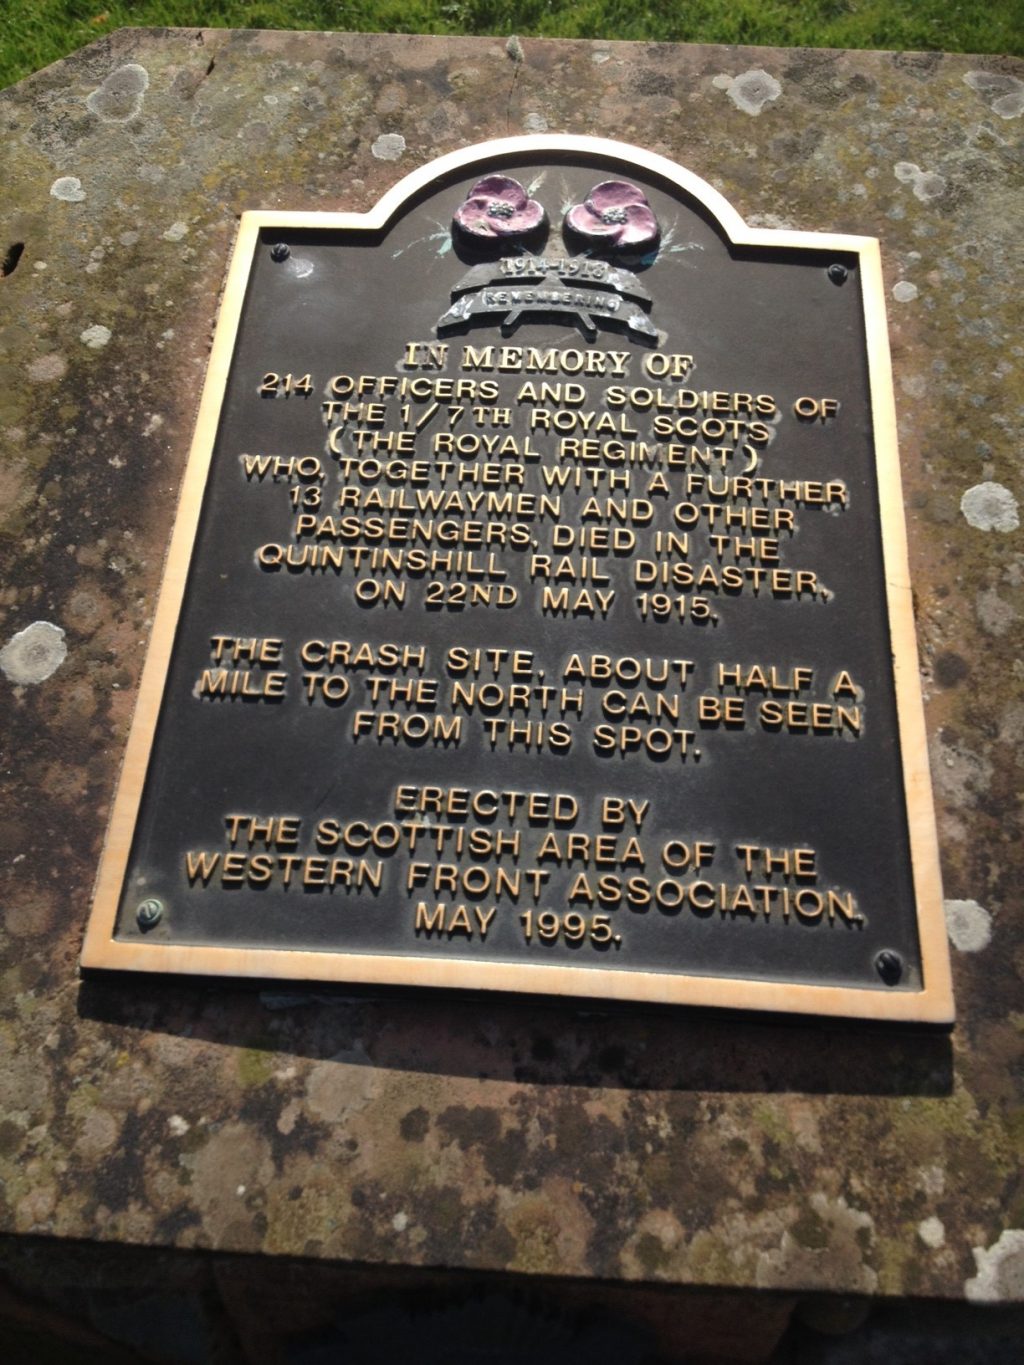 1914-1918
REMEMBERING
IN MEMORY OF
214 OFFICERS AND SOLDIERS OF
THE 1/7TH ROYAL SCOTS
(THE ROYAL REGIMENT)
WHO, TOGETHER WITH A FURTHER
13 RAILWAYMEN AND OTHER
PASSENGERS, DIED IN THE
QUINTINSHILL RAIL DISASTER,
ON 22ND MAY 1915.
THE CRASH SITE, ABOUT HALF A
MILE TO THE NORTH CAN BE SEEN
FROM THIS SPOT.
ERECTED BY
THE SCOTTISH AREA OF THE
WESTERN FRONT ASSOCIATION.
MAY 1995.